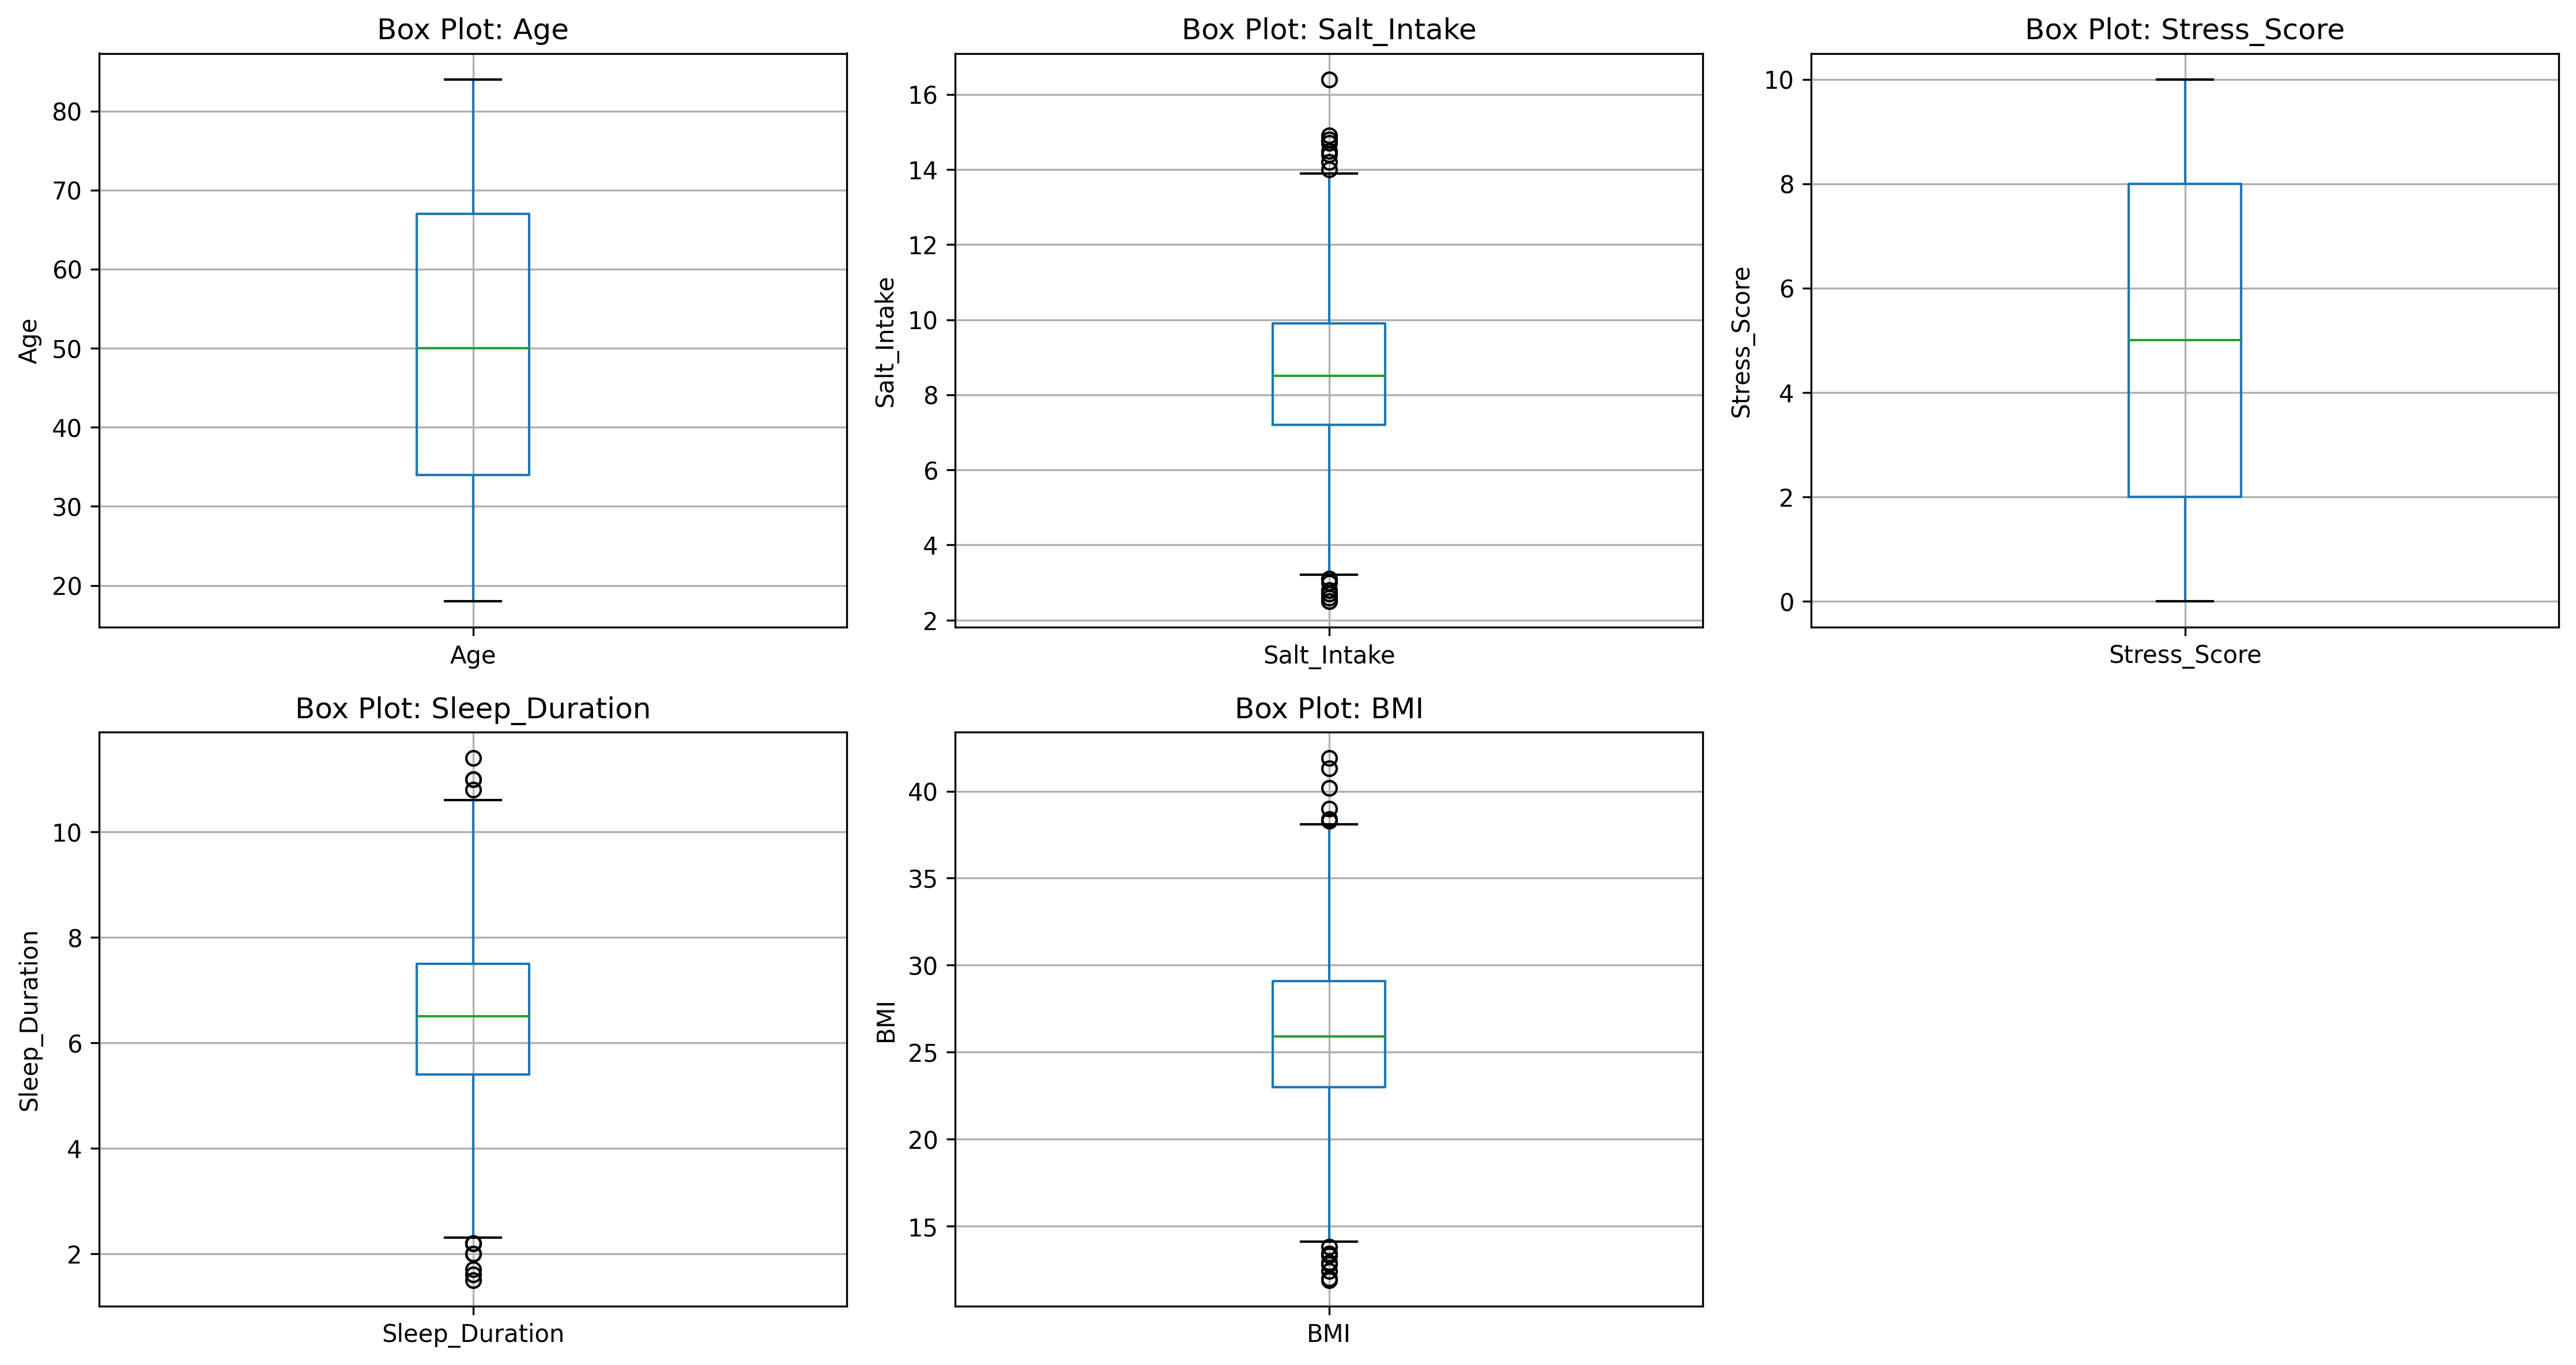 Box Plot: Age
80
70
60
50
40
30
20
Age
Age
Box Plot: Salt_Intake
16
14
12
10
8
6
4
2
Salt_Intake
Salt_Intake
Box Plot: Stress_Score
10
8
6
4
2
0
Stress_Score
Stress_Score
Box Plot: Sleep_Duration
10
8
6
4
2
Sleep_Duration
Sleep_Duration
Box Plot: BMI
40
35
30
25
20
15
BMI
BMI